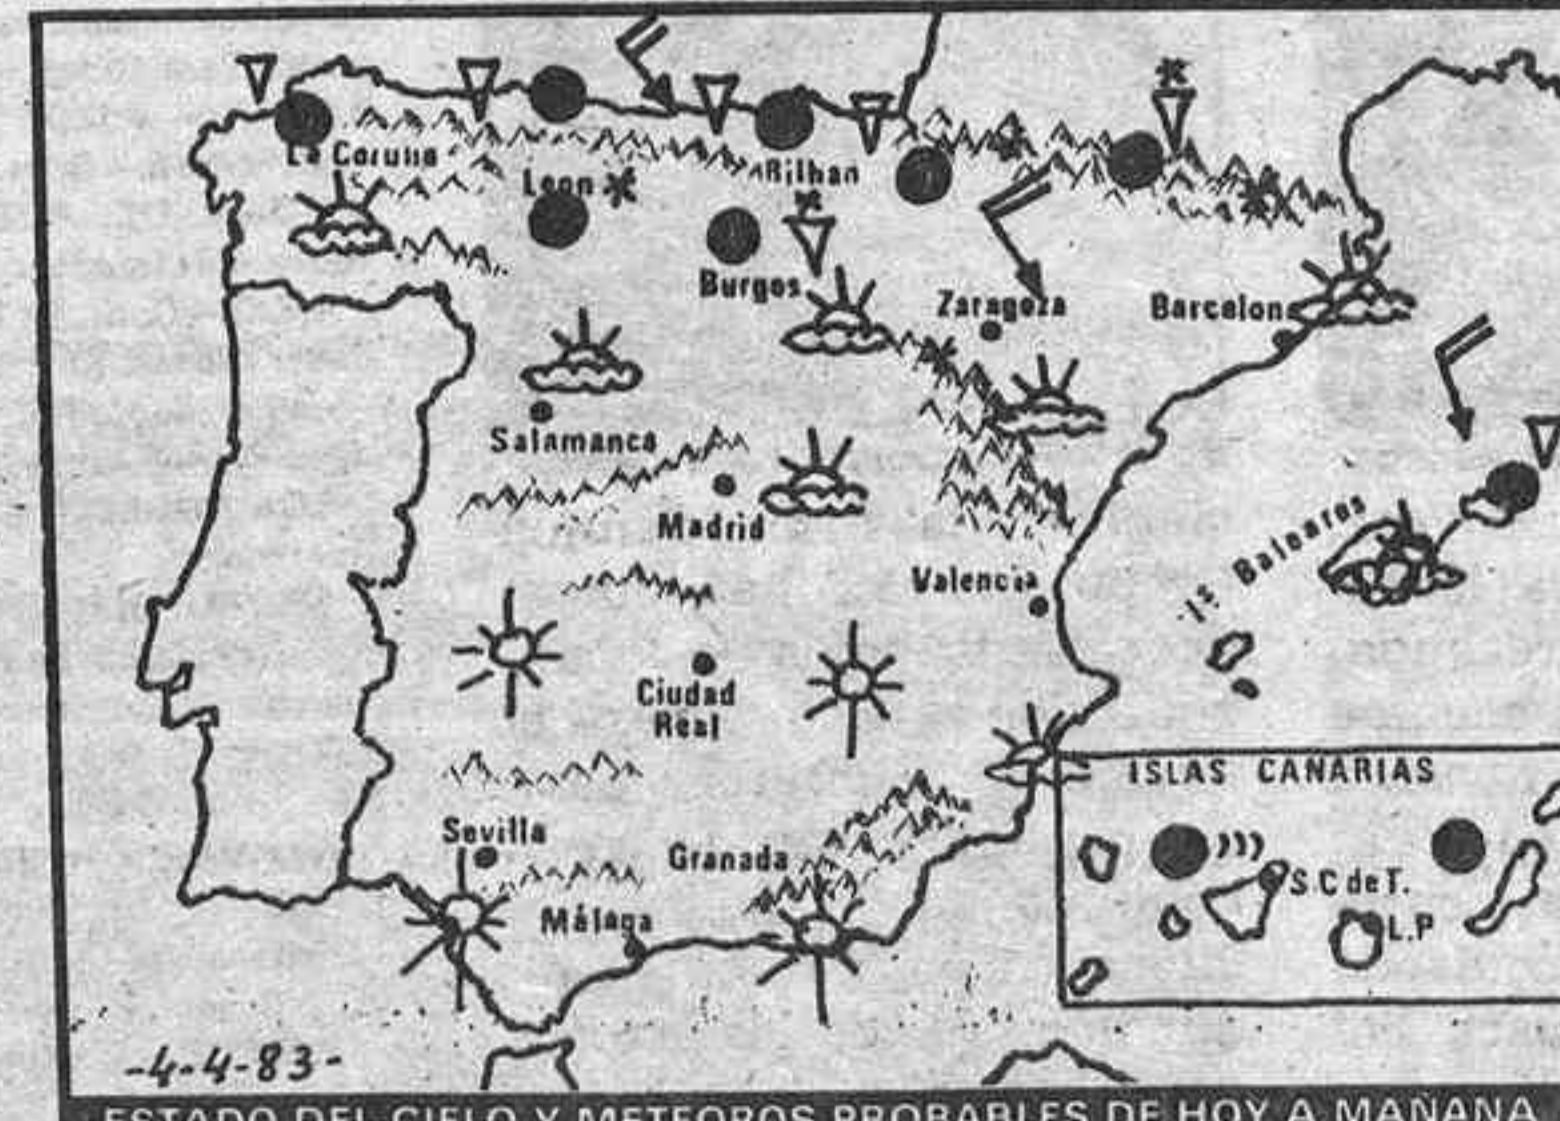 La Coruña
Leon
Bilbao
Burgos
Zaragoza
Barcelona
Salamanca
Madrid
Is Baleares
Valencia
Ciudad
Real
ISLAS CANARIAS
Sevilla
Granada
S.C de T.
L.P
Málaga
-4-4-83-
ESTADO DEL CIELO Y METEOROS PROBABLES DE HOY A MAÑANA